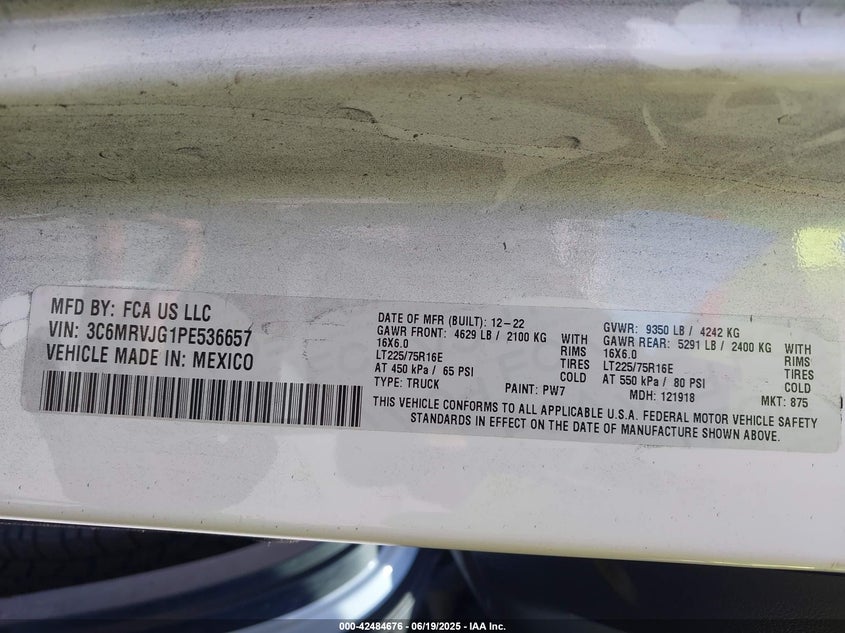 MFD BY: FCA US LLC
VIN: 3C6MRVJG1PE536657
VEHICLE MADE IN: MEXICO
DATE OF MFR (BUILT): 12-22
GAWR FRONT: 4629 LB / 2100 KG WITH
16X6.0 RIMS
LT225/75R16E TIRES
AT 450 kPa / 65 PSI COLD
TYPE: TRUCK PAINT: PW7
GVWR: 9350 LB / 4242 KG
GAWR REAR: 5291 LB / 2400 KG WITH
16X6.0 RIMS
LT225/75R16E TIRES
AT 550 kPa / 80 PSI COLD
MDH: 121918 MKT: 875
THIS VEHICLE CONFORMS TO ALL APPLICABLE U.S.A. FEDERAL MOTOR VEHICLE SAFETY
STANDARDS IN EFFECT ON THE DATE OF MANUFACTURE SHOWN ABOVE.
000-42484676 - 06/19/2025 - IAA Inc.